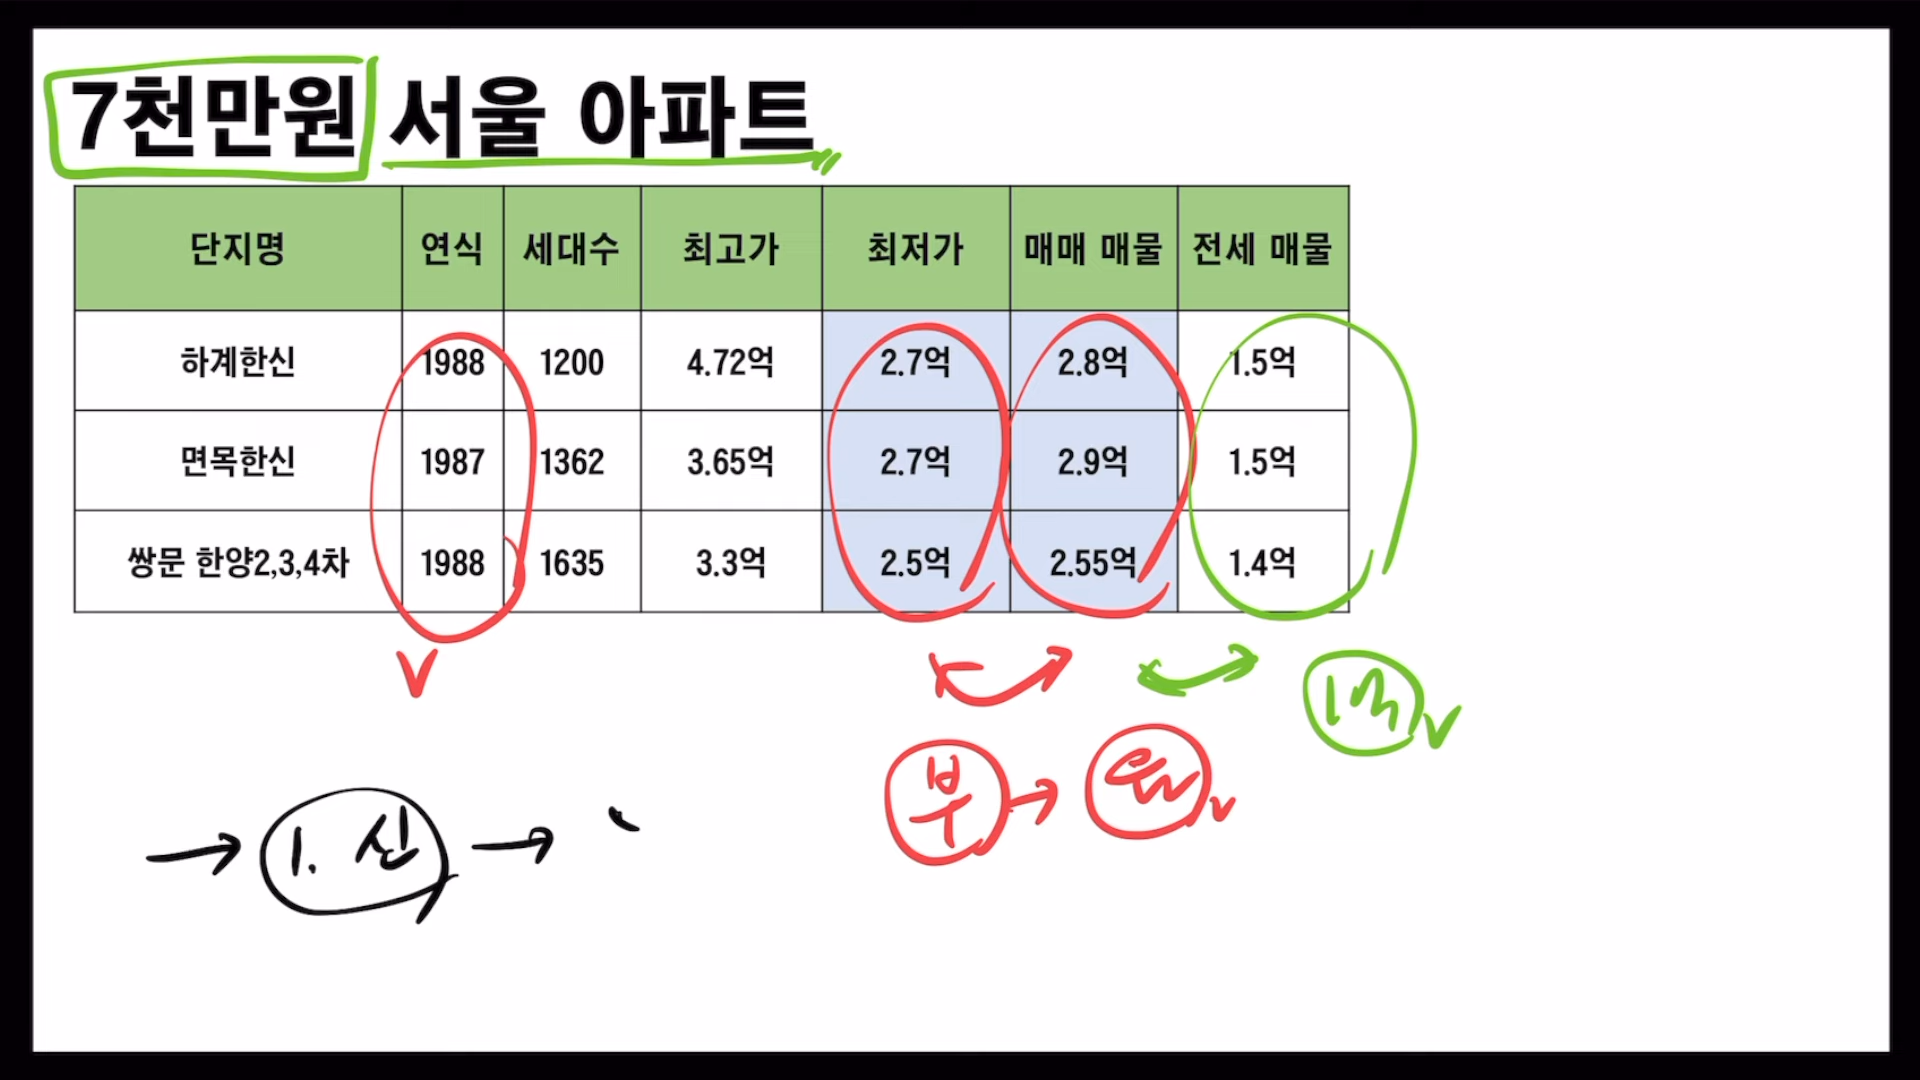 7천만원 서울 아파트
단지명 연식 세대수 최고가 최저가 매매 매물 전세 매물
하계한신 1988 1200 4.72억 2.7억 2.8억 1.5억
면목한신 1987 1362 3.65억 2.7억 2.9억 1.5억
쌍문 한양2,3,4차 1988 1635 3.3억 2.5억 2.55억 1.4억
1억
부
1. 신